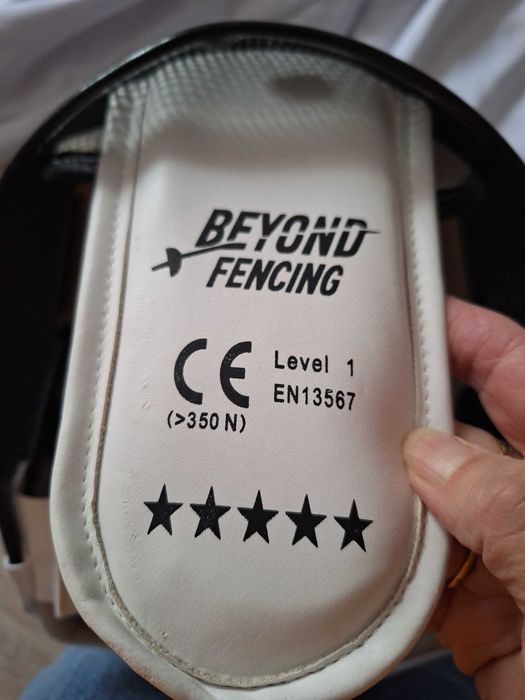 BEYOND
FENCING
CE Level 1
EN13567
(>350 N)